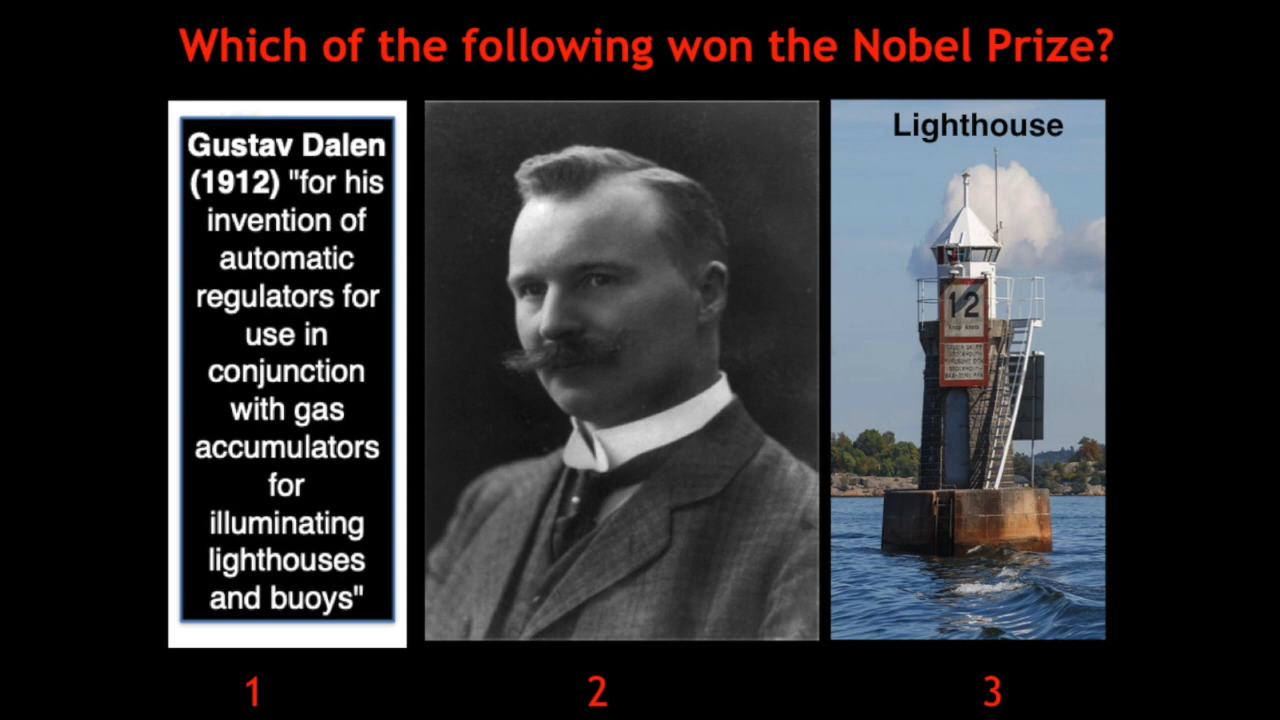 Which of the following won the Nobel Prize?
Gustav Dalen
(1912) "for his
invention of
automatic
regulators for
use in
conjunction
with gas
accumulators
for
illuminating
lighthouses
and buoys"
Lighthouse
12
1
2
3